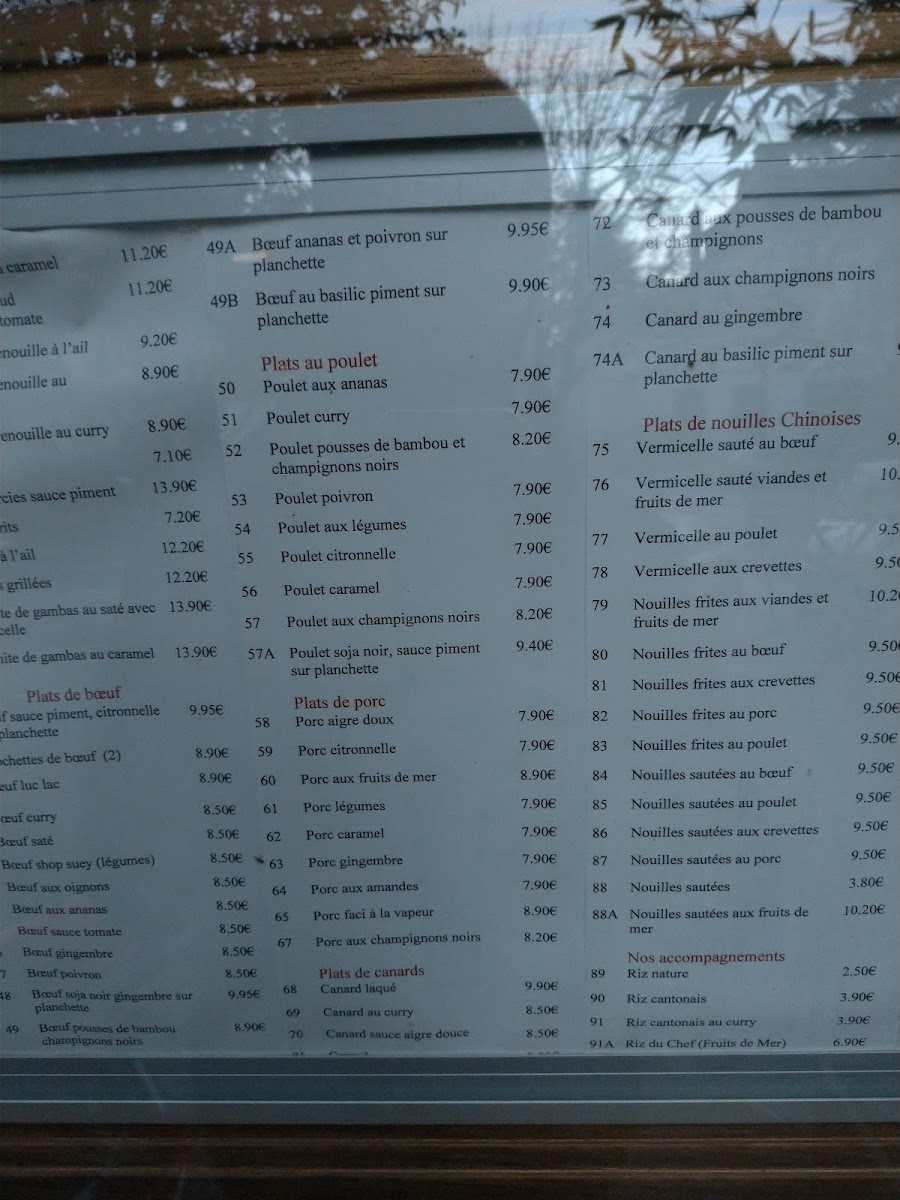 caramel 11.20€
11.20€
tomate
à l'ail 9.20€
au 8.90€
au curry 8.90€
7.10€
sauce piment 13.90€
7.20€
à l'ail 12.20€
grillées 12.20€
de gambas au saté avec 13.90€
de gambas au caramel 13.90€
Plats de bœuf
sauce piment, citronnelle 9.95€
planchette
de bœuf (2) 8.90€
luc lac 8.90€
curry 8.50€
Bœuf saté 8.50€
Bœuf shop suey (légumes) 8.50€
Bœuf aux oignons 8.50€
Bœuf aux ananas 8.50€
Bœuf sauce tomate 8.50€
Bœuf gingembre 8.50€
7 Bœuf poivron 8.50€
48 Bœuf soja noir gingembre sur 9.95€
planchette
49 Bœuf pousses de bambou 8.90€
champignons noirs
49A Bœuf ananas et poivron sur 9.95€
planchette
49B Bœuf au basilic piment sur 9.90€
planchette
Plats au poulet
50 Poulet aux ananas 7.90€
51 Poulet curry 7.90€
52 Poulet pousses de bambou et 8.20€
champignons noirs
53 Poulet poivron 7.90€
54 Poulet aux légumes 7.90€
55 Poulet citronnelle 7.90€
56 Poulet caramel 7.90€
57 Poulet aux champignons noirs 8.20€
57A Poulet soja noir, sauce piment 9.40€
sur planchette
Plats de porc
58 Porc aigre doux 7.90€
59 Porc citronnelle 7.90€
60 Porc aux fruits de mer 8.90€
61 Porc légumes 7.90€
62 Porc caramel 7.90€
63 Porc gingembre 7.90€
64 Porc aux amandes 7.90€
65 Porc faci à la vapeur 8.90€
67 Porc aux champignons noirs 8.20€
Plats de canards
68 Canard laqué 9.90€
69 Canard au curry 8.50€
70 Canard sauce aigre douce 8.50€
72 Canard aux pousses de bambou
et champignons
73 Canard aux champignons noirs
74 Canard au gingembre
74A Canard au basilic piment sur
planchette
Plats de nouilles Chinoises
75 Vermicelle sauté au bœuf 9.
76 Vermicelle sauté viandes et 10.
fruits de mer
77 Vermicelle au poulet 9.5
78 Vermicelle aux crevettes 9.50
79 Nouilles frites aux viandes et 10.20
fruits de mer
80 Nouilles frites au bœuf 9.50
81 Nouilles frites aux crevettes 9.50€
82 Nouilles frites au porc 9.50€
83 Nouilles frites au poulet 9.50€
84 Nouilles sautées au bœuf 9.50€
85 Nouilles sautées au poulet 9.50€
86 Nouilles sautées aux crevettes 9.50€
87 Nouilles sautées au porc 9.50€
88 Nouilles sautées 3.80€
88A Nouilles sautées aux fruits de 10.20€
mer
Nos accompagnements
89 Riz nature 2.50€
90 Riz cantonais 3.90€
91 Riz cantonais au curry 3.90€
91A Riz du Chef (Fruits de Mer) 6.90€